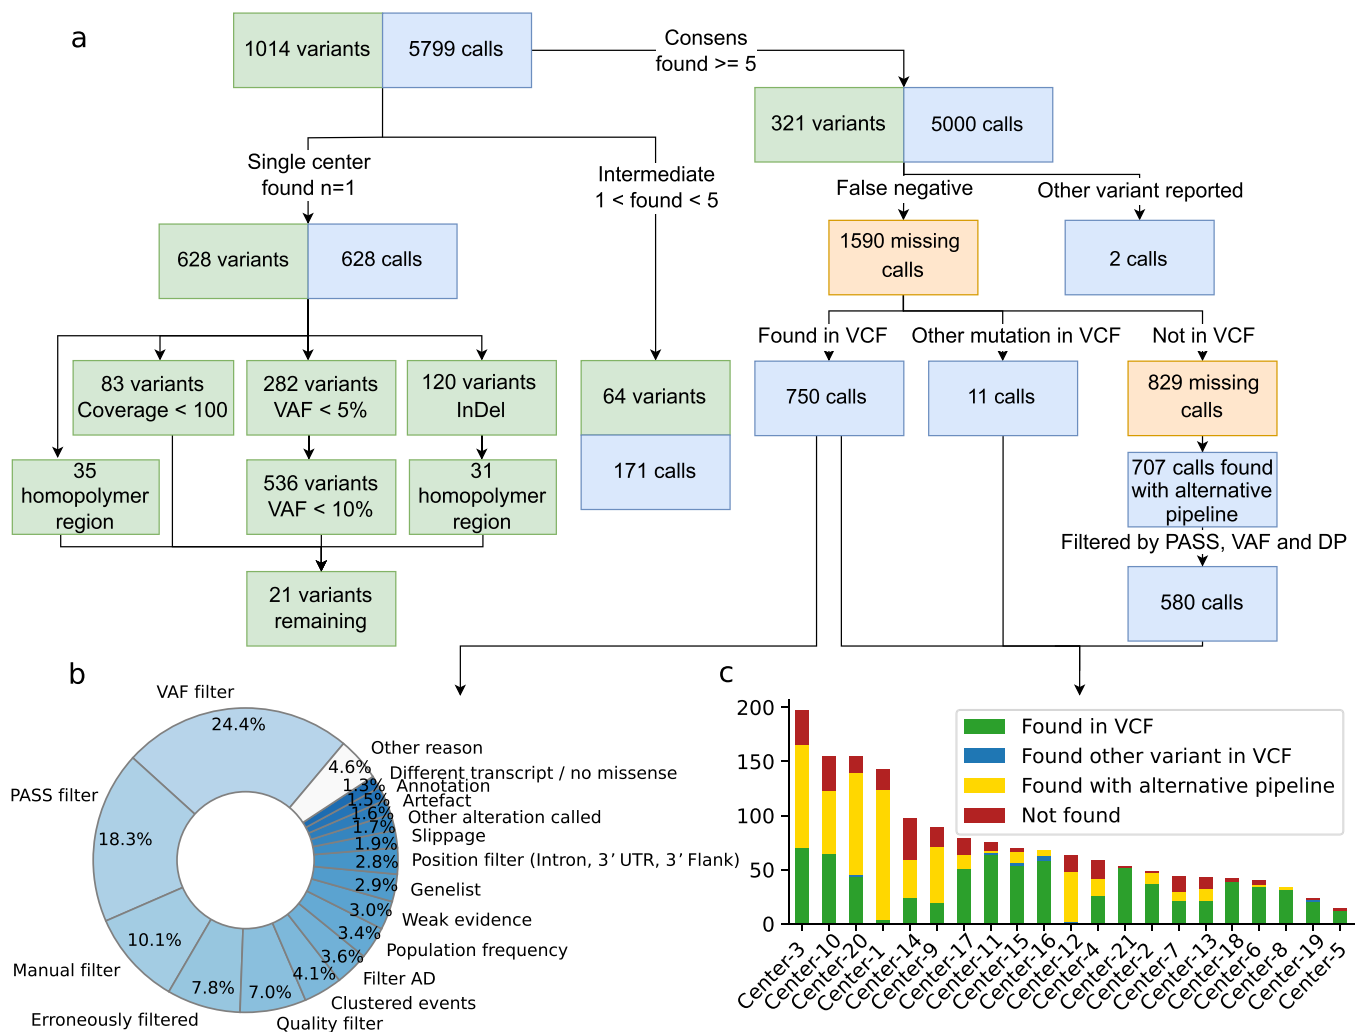 a
1014 variants
5799 calls
Consens
found >= 5
321 variants
5000 calls
Single center
found n=1
Intermediate
1 < found < 5
False negative
Other variant reported
628 variants
628 calls
1590 missing
calls
2 calls
Found in VCF
Other mutation in VCF
Not in VCF
83 variants
Coverage < 100
282 variants
VAF < 5%
120 variants
InDel
64 variants
171 calls
750 calls
11 calls
829 missing
calls
35
homopolymer
region
536 variants
VAF < 10%
31
homopolymer
region
707 calls found
with alternative
pipeline
Filtered by PASS, VAF and DP
580 calls
21 variants
remaining
b
VAF filter
24.4%
PASS filter
18.3%
Manual filter
10.1%
Erroneously filtered
7.8%
Quality filter
7.0%
Clustered events
4.1%
Filter AD
3.6%
Population frequency
3.4%
Weak evidence
3.0%
Genelist
2.9%
Position filter (Intron, 3’UTR, 3’Flank)
2.8%
Slippage
1.9%
Other alteration called
1.7%
Artefact
1.6%
Annotation
1.5%
Different transcript / no missense
1.3%
Other reason
4.6%
c
200
150
100
50
0
Found in VCF
Found other variant in VCF
Found with alternative pipeline
Not found
Center-3
Center-10
Center-20
Center-1
Center-14
Center-9
Center-17
Center-11
Center-15
Center-16
Center-12
Center-4
Center-21
Center-2
Center-7
Center-13
Center-18
Center-6
Center-8
Center-19
Center-5